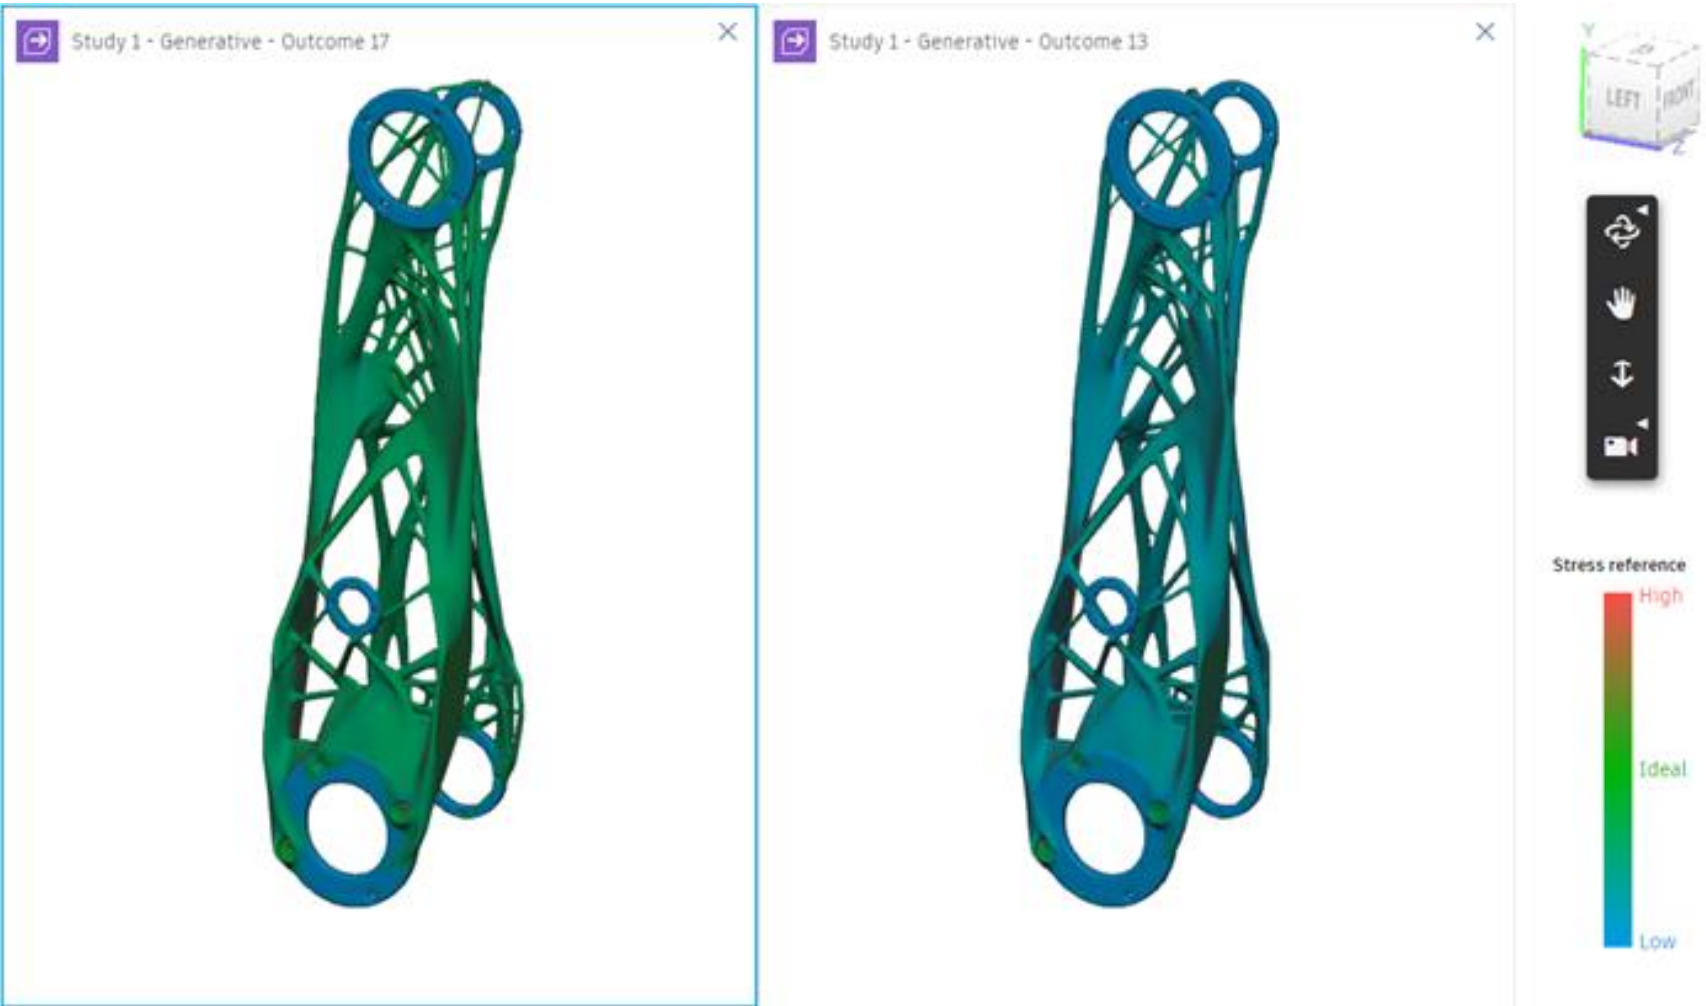 Study 1 - Generative - Outcome 17
Study 1 - Generative - Outcome 13
Y
LEFT
FRONT
Z
Stress reference
High
Ideal
Low